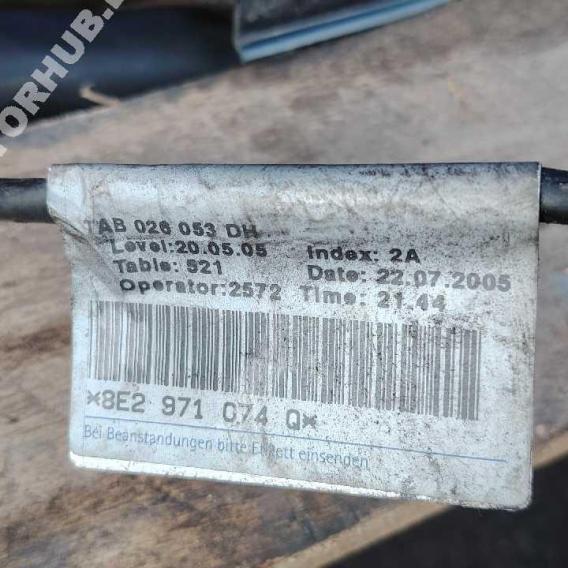 TORHUB.
TAB 026 053 DH
Level:20.05.05 Index: 2A
Table: 521 Date: 22.07.2005
Operator:2572 Time: 21.44
*8E2 971 074 Q*
Bei Beanstandungen bitte Etikett einsenden